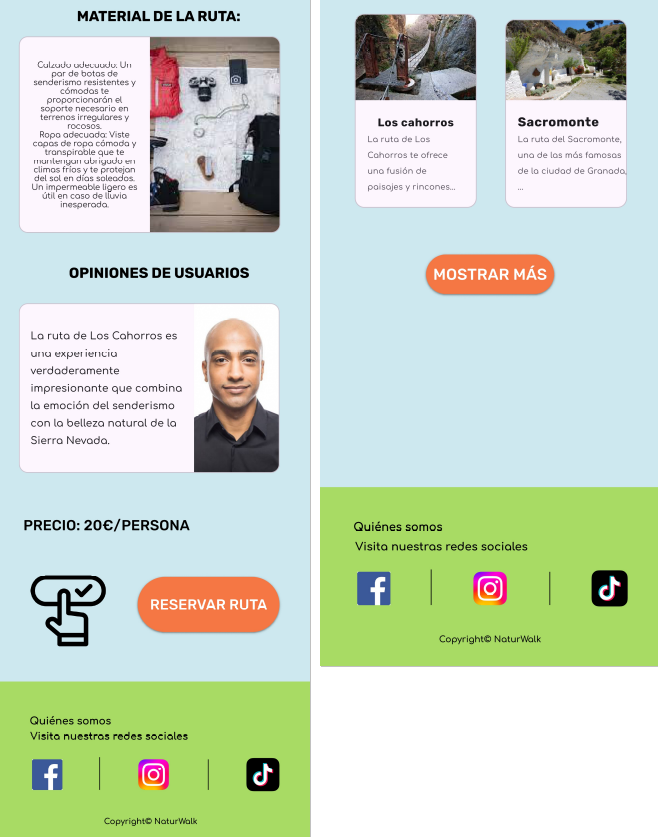 MATERIAL DE LA RUTA:
Calzado adecuado: Un
par de botas de
senderismo resistentes y
cómodas te
proporcionarán el
soporte necesario en
terrenos irregulares y
rocosos.
Ropa adecuada: Viste
capas de ropa cómoda y
transpirable que te
mantengan abrigado en
climas fríos y te protejan
del sol en días soleados.
Un impermeable ligero es
útil en caso de lluvia
inesperada.
OPINIONES DE USUARIOS
La ruta de Los Cahorros es
una experiencia
verdaderamente
impresionante que combina
la emoción del senderismo
con la belleza natural de la
Sierra Nevada.
PRECIO: 20€/PERSONA
RESERVAR RUTA
Quiénes somos
Visita nuestras redes sociales
Copyright© NaturWalk
Los cahorros
La ruta de Los
Cahorros te ofrece
una fusión de
paisajes y rincones...
Sacromonte
La ruta del Sacromonte,
una de las más famosas
de la ciudad de Granada,
...
MOSTRAR MÁS
Quiénes somos
Visita nuestras redes sociales
Copyright© NaturWalk